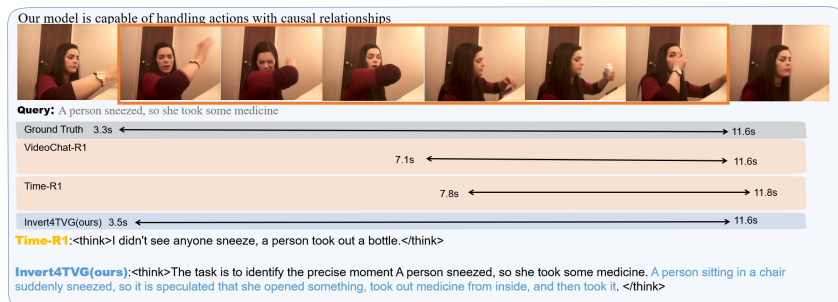 Our model is capable of handling actions with causal relationships
Query: A person sneezed, so she took some medicine
Ground Truth 3.3s 11.6s
VideoChat-R1
7.1s 11.6s
Time-R1
7.8s 11.8s
Invert4TVG(ours) 3.5s 11.6s
Time-R1:<think>I didn't see anyone sneeze, a person took out a bottle.</think>
Invert4TVG(ours):<think>The task is to identify the precise moment A person sneezed, so she took some medicine. A person sitting in a chair
suddenly sneezed, so it is speculated that she opened something, took out medicine from inside, and then took it. </think>